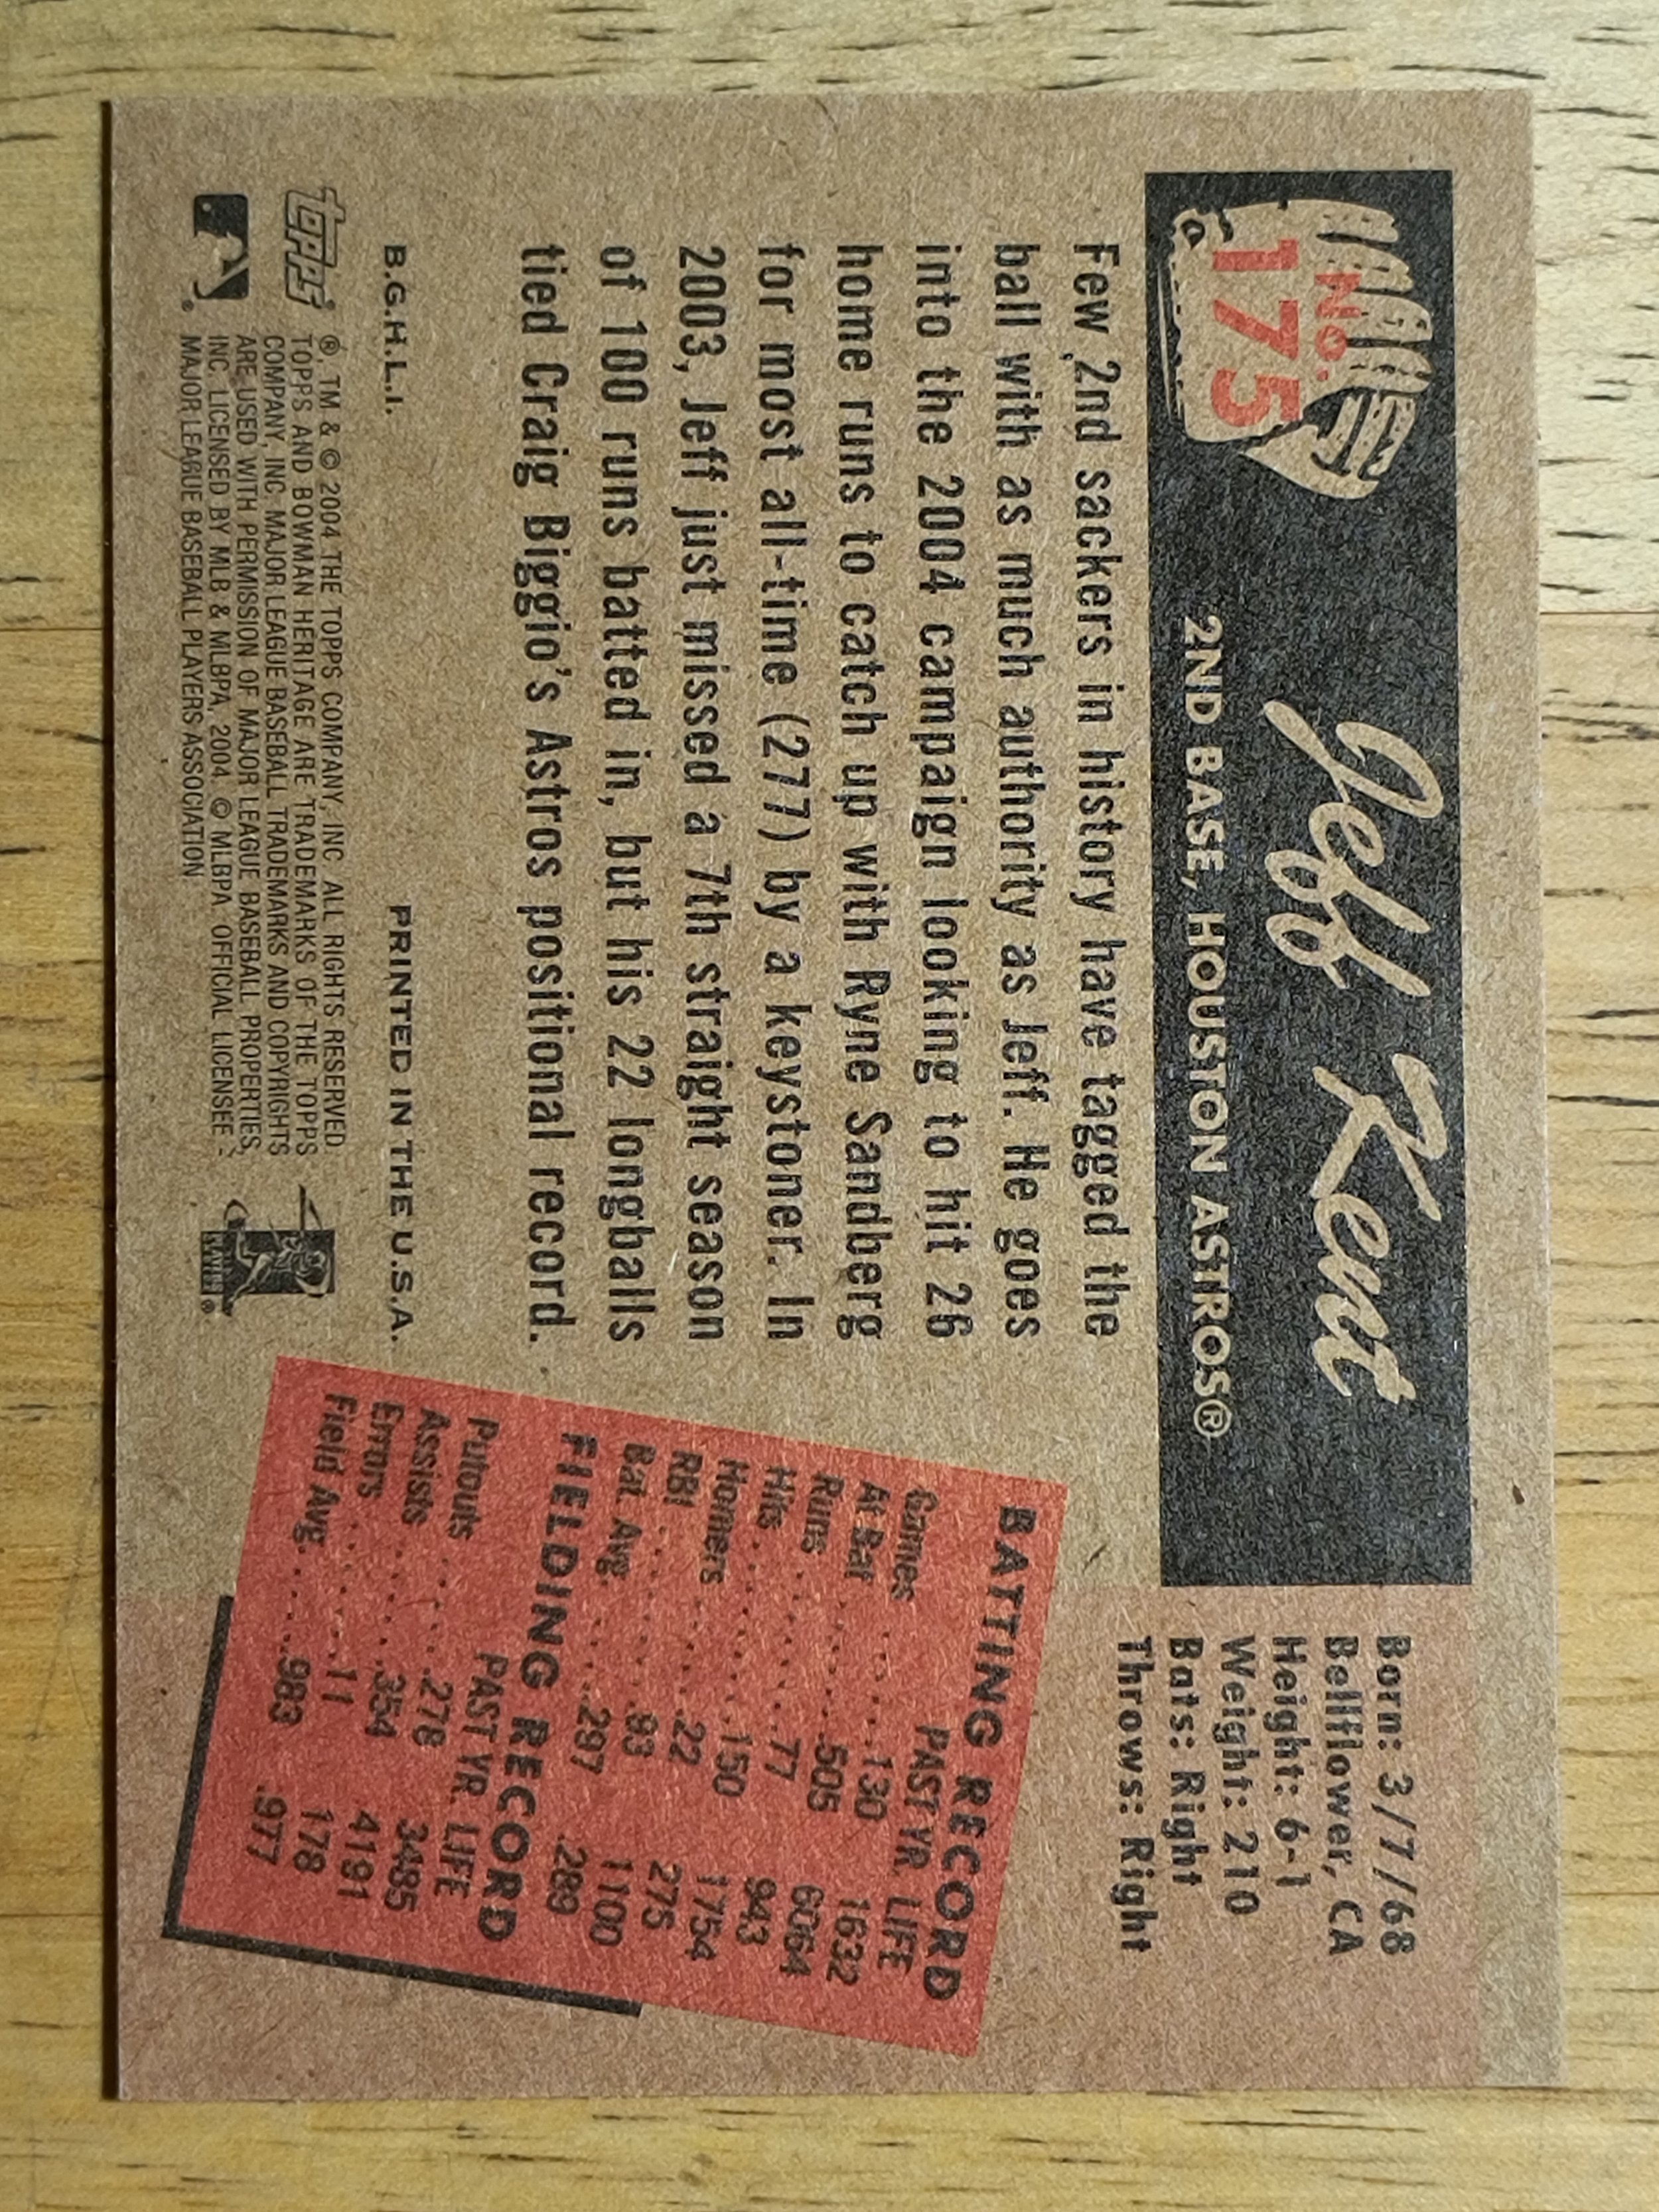 No.
175
Jeff Kent
2ND BASE, HOUSTON ASTROS®
Born: 3/7/68
Bellflower, CA
Height: 6-1
Weight: 210
Bats: Right
Throws: Right
Few 2nd sackers in history have tagged the
ball with as much authority as Jeff. He goes
into the 2004 campaign looking to hit 26
home runs to catch up with Ryne Sandberg
for most all-time (277) by a keystoner. In
2003, Jeff just missed a 7th straight season
of 100 runs batted in, but his 22 longballs
tied Craig Biggio's Astros positional record.
BATTING RECORD
PAST YR. LIFE
Games ......130 1632
At Bat ......505 6064
Runs ......77 943
Hits ......150 1754
Homers ......22 275
RBI ......93 1100
Bat. Avg. ......297 .289
FIELDING RECORD
PAST YR. LIFE
Putouts ......278 3485
Assists ......354 4191
Errors ......11 178
Field Avg. ......983 .977
B.G.H.L.I. PRINTED IN THE U.S.A.
topps
®, TM & © 2004 THE TOPPS COMPANY, INC. ALL RIGHTS RESERVED.
TOPPS AND BOWMAN HERITAGE ARE TRADEMARKS OF THE TOPPS
COMPANY, INC. MAJOR LEAGUE BASEBALL TRADEMARKS AND COPYRIGHTS
ARE USED WITH PERMISSION OF MAJOR LEAGUE BASEBALL PROPERTIES,
INC. LICENSED BY MLB & MLBPA, 2004. © MLBPA OFFICIAL LICENSEE -
MAJOR LEAGUE BASEBALL PLAYERS ASSOCIATION.